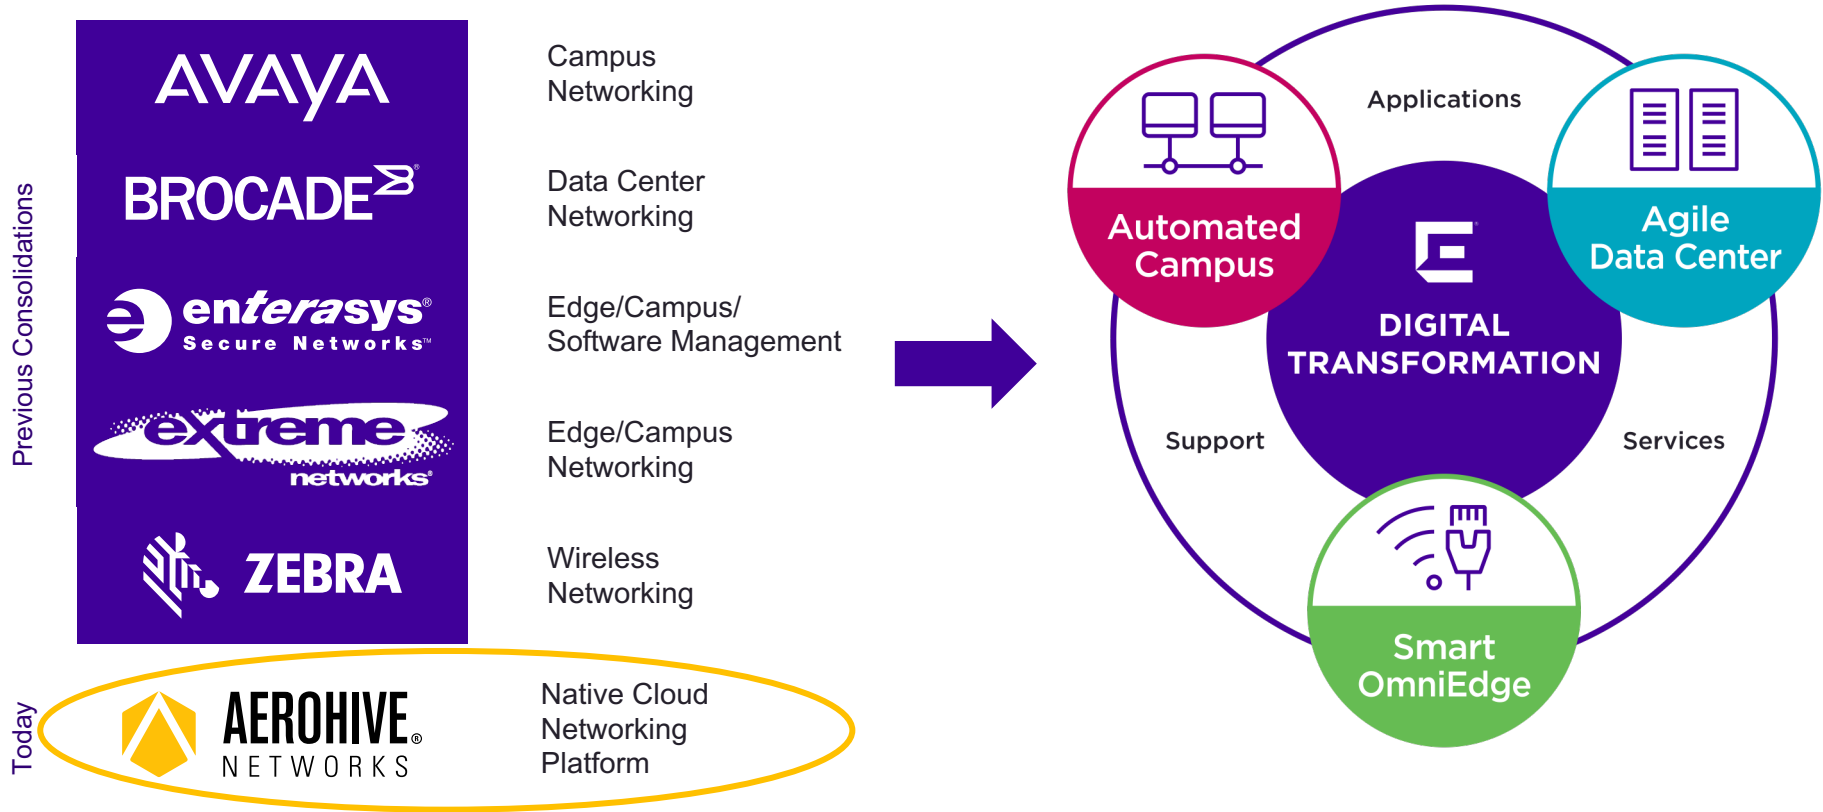 Previous Consolidations
AVAYA
Campus
Networking
BROCADE®
Data Center
Networking
enterasys®
Secure Networks™
Edge/Campus/
Software Management
extreme
networks®
Edge/Campus
Networking
ZEBRA
Wireless
Networking
Today
AEROHIVE®
NETWORKS
Native Cloud
Networking
Platform
Applications
Automated
Campus
Agile
Data Center
DIGITAL
TRANSFORMATION
Support
Services
Smart
OmniEdge